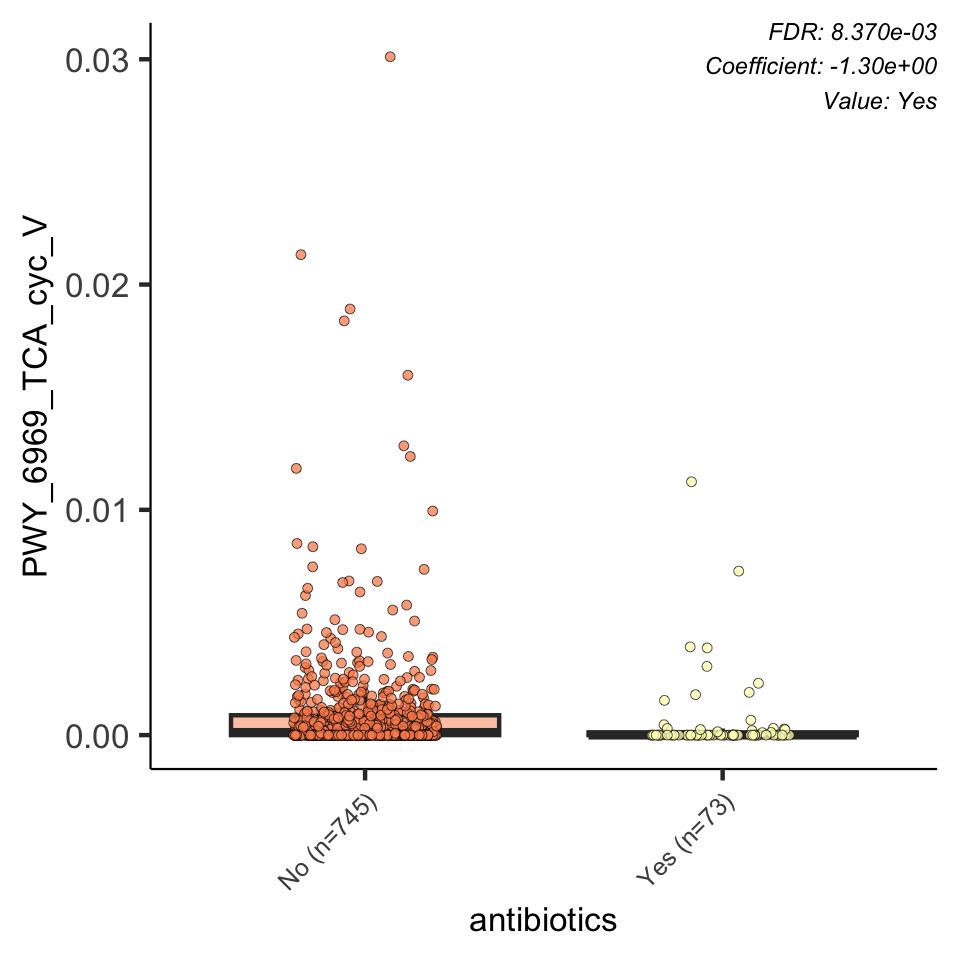 FDR: 8.370e-03
Coefficient: -1.30e+00
Value: Yes
PWY_6969_TCA_cyc_V
0.03
0.02
0.01
0.00
No (n=745)
Yes (n=73)
antibiotics